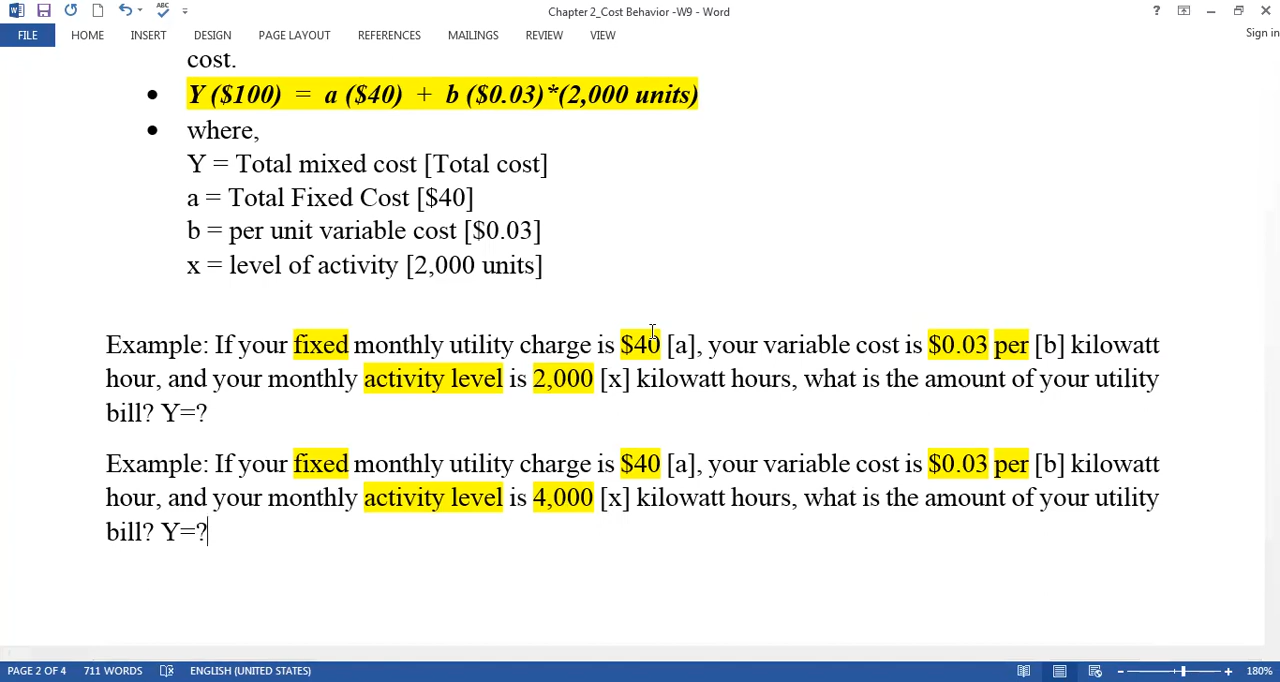 ABC
Chapter 2_Cost Behavior -W9 - Word
?
FILE HOME INSERT DESIGN PAGE LAYOUT REFERENCES MAILINGS REVIEW VIEW Sign in
cost.
• Y ($100) = a ($40) + b ($0.03)*(2,000 units)
• where,
Y = Total mixed cost [Total cost]
a = Total Fixed Cost [$40]
b = per unit variable cost [$0.03]
x = level of activity [2,000 units]
Example: If your fixed monthly utility charge is $40 [a], your variable cost is $0.03 per [b] kilowatt
hour, and your monthly activity level is 2,000 [x] kilowatt hours, what is the amount of your utility
bill? Y=?
Example: If your fixed monthly utility charge is $40 [a], your variable cost is $0.03 per [b] kilowatt
hour, and your monthly activity level is 4,000 [x] kilowatt hours, what is the amount of your utility
bill? Y=?
PAGE 2 OF 4 711 WORDS ENGLISH (UNITED STATES) 180%